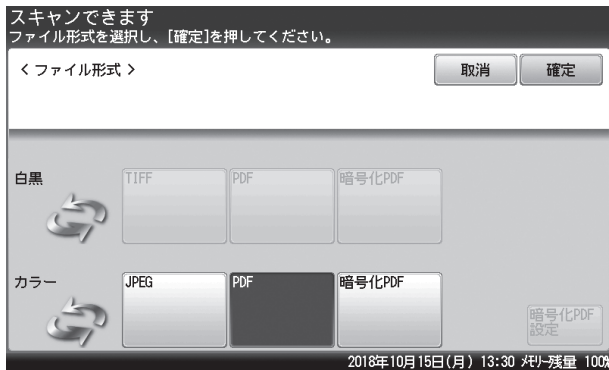 スキャンできます
ファイル形式を選択し、[確定]を押してください。
<ファイル形式>
取消
確定
白黒
TIFF
PDF
暗号化PDF
カラー
JPEG
PDF
暗号化PDF
暗号化PDF
設定
2018年10月15日(月) 13:30 メモリー残量 100%